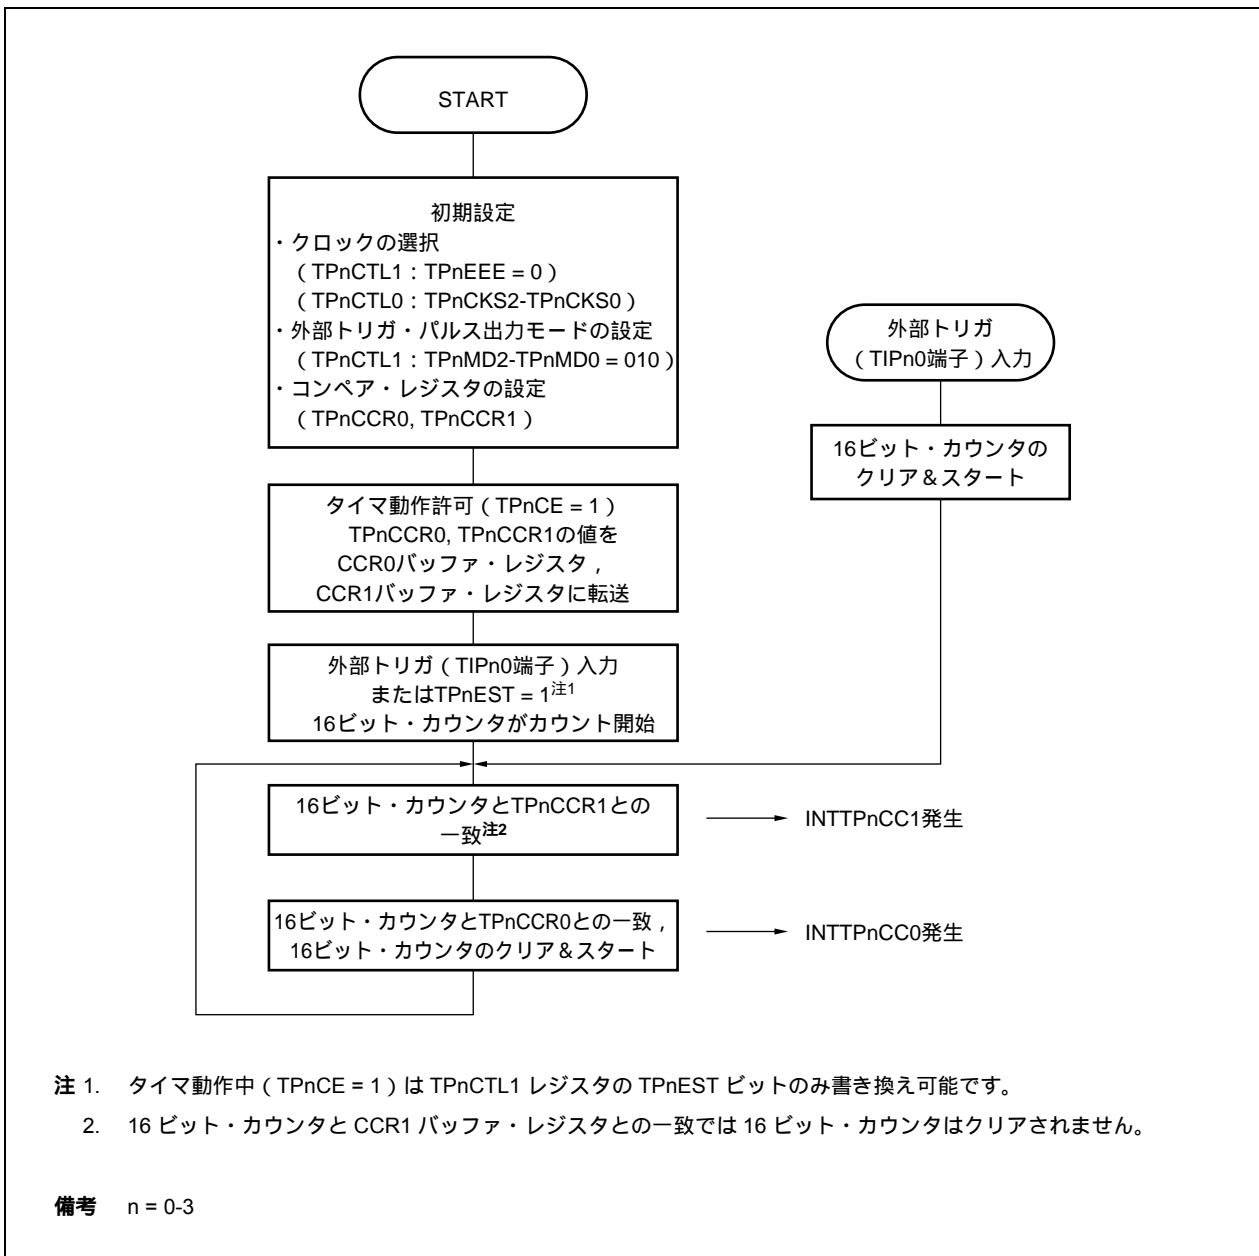 START
初期設定
・クロックの選択
（TPnCTL1：TPnEEE = 0）
（TPnCTL0：TPnCKS2-TPnCKS0）
・外部トリガ・パルス出力モードの設定
（TPnCTL1：TPnMD2-TPnMD0 = 010）
・コンペア・レジスタの設定
（TPnCCR0, TPnCCR1）
タイマ動作許可（TPnCE = 1）
TPnCCR0, TPnCCR1の値を
CCR0バッファ・レジスタ，
CCR1バッファ・レジスタに転送
外部トリガ（TIPn0端子）入力
またはTPnEST = 1注1
16ビット・カウンタがカウント開始
外部トリガ
（TIPn0端子）入力
16ビット・カウンタの
クリア＆スタート
16ビット・カウンタとTPnCCR1との
一致注2
INTTPnCC1発生
16ビット・カウンタとTPnCCR0との一致，
16ビット・カウンタのクリア＆スタート
INTTPnCC0発生
注 1. タイマ動作中（TPnCE = 1）は TPnCTL1 レジスタの TPnEST ビットのみ書き換え可能です。
2. 16 ビット・カウンタと CCR1 バッファ・レジスタとの一致では 16 ビット・カウンタはクリアされません。
備考 n = 0-3